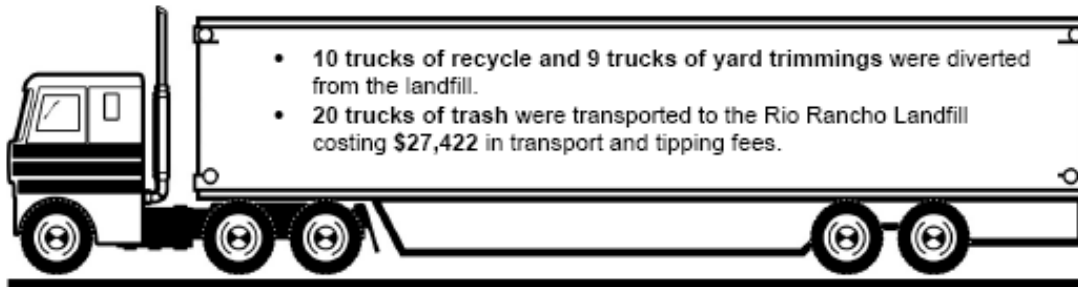 • 10 trucks of recycle and 9 trucks of yard trimmings were diverted
from the landfill.
• 20 trucks of trash were transported to the Rio Rancho Landfill
costing $27,422 in transport and tipping fees.